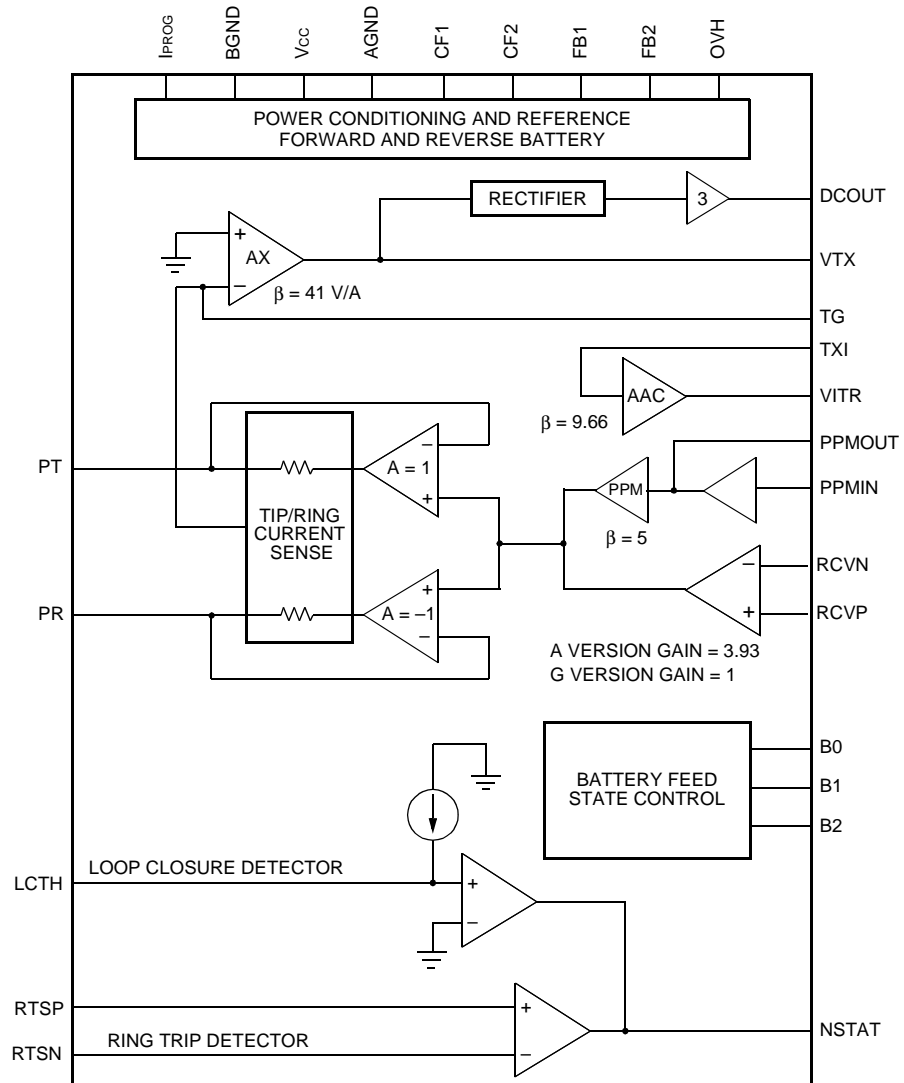 IPROG
BGND
VCC
AGND
CF1
CF2
FB1
FB2
OVH
POWER CONDITIONING AND REFERENCE
FORWARD AND REVERSE BATTERY
RECTIFIER
3
DCOUT
+
AX
−
β = 41 V/A
VTX
TG
TXI
AAC
VITR
β = 9.66
PPMOUT
PT
−
A = 1
+
PPM
PPMIN
β = 5
TIP/RING
CURRENT
SENSE
−
RCVN
PR
+
A = –1
−
+
RCVP
A VERSION GAIN = 3.93
G VERSION GAIN = 1
BATTERY FEED
STATE CONTROL
B0
B1
B2
LCTH
LOOP CLOSURE DETECTOR
+
−
RTSP
+
RTSN
RING TRIP DETECTOR
−
NSTAT